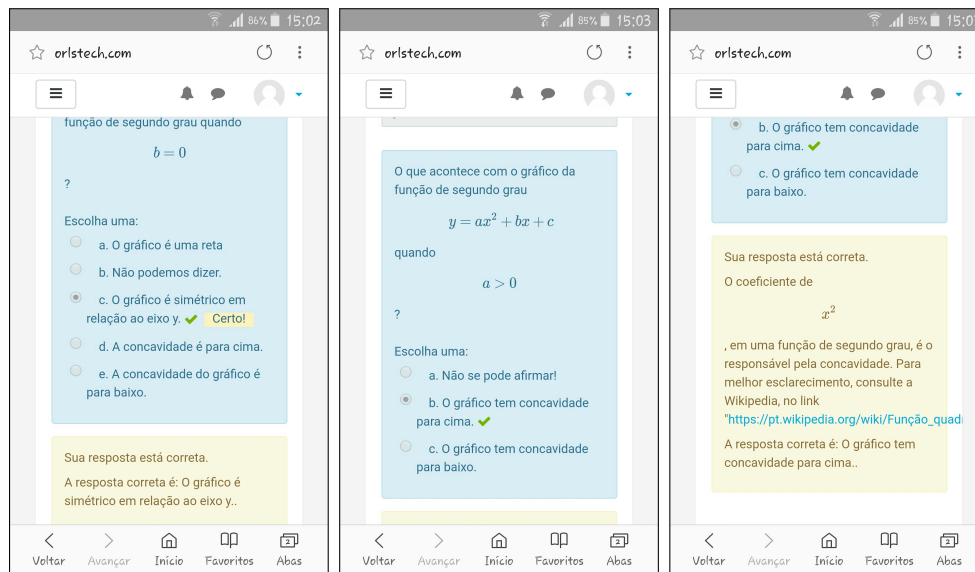 86% 15:02
orlstech.com
função de segundo grau quando
b = 0
?
Escolha uma:
a. O gráfico é uma reta
b. Não podemos dizer.
c. O gráfico é simétrico em
relação ao eixo y. Certo!
d. A concavidade é para cima.
e. A concavidade do gráfico é
para baixo.
Sua resposta está correta.
A resposta correta é: O gráfico é
simétrico em relação ao eixo y..
Voltar Avançar Início Favoritos Abas
2
85% 15:03
orlstech.com
O que acontece com o gráfico da
função de segundo grau
y = ax² + bx + c
quando
a > 0
?
Escolha uma:
a. Não se pode afirmar!
b. O gráfico tem concavidade
para cima.
c. O gráfico tem concavidade
para baixo.
Voltar Avançar Início Favoritos Abas
2
85%
orlstech.com
b. O gráfico tem concavidade
para cima.
c. O gráfico tem concavidade
para baixo.
Sua resposta está correta.
O coeficiente de
x²
, em uma função de segundo grau, é o
responsável pela concavidade. Para
melhor esclarecimento, consulte a
Wikipedia, no link
"https://pt.wikipedia.org/wiki/Função_quad
A resposta correta é: O gráfico tem
concavidade para cima..
Voltar Avançar Início Favoritos Abas
2